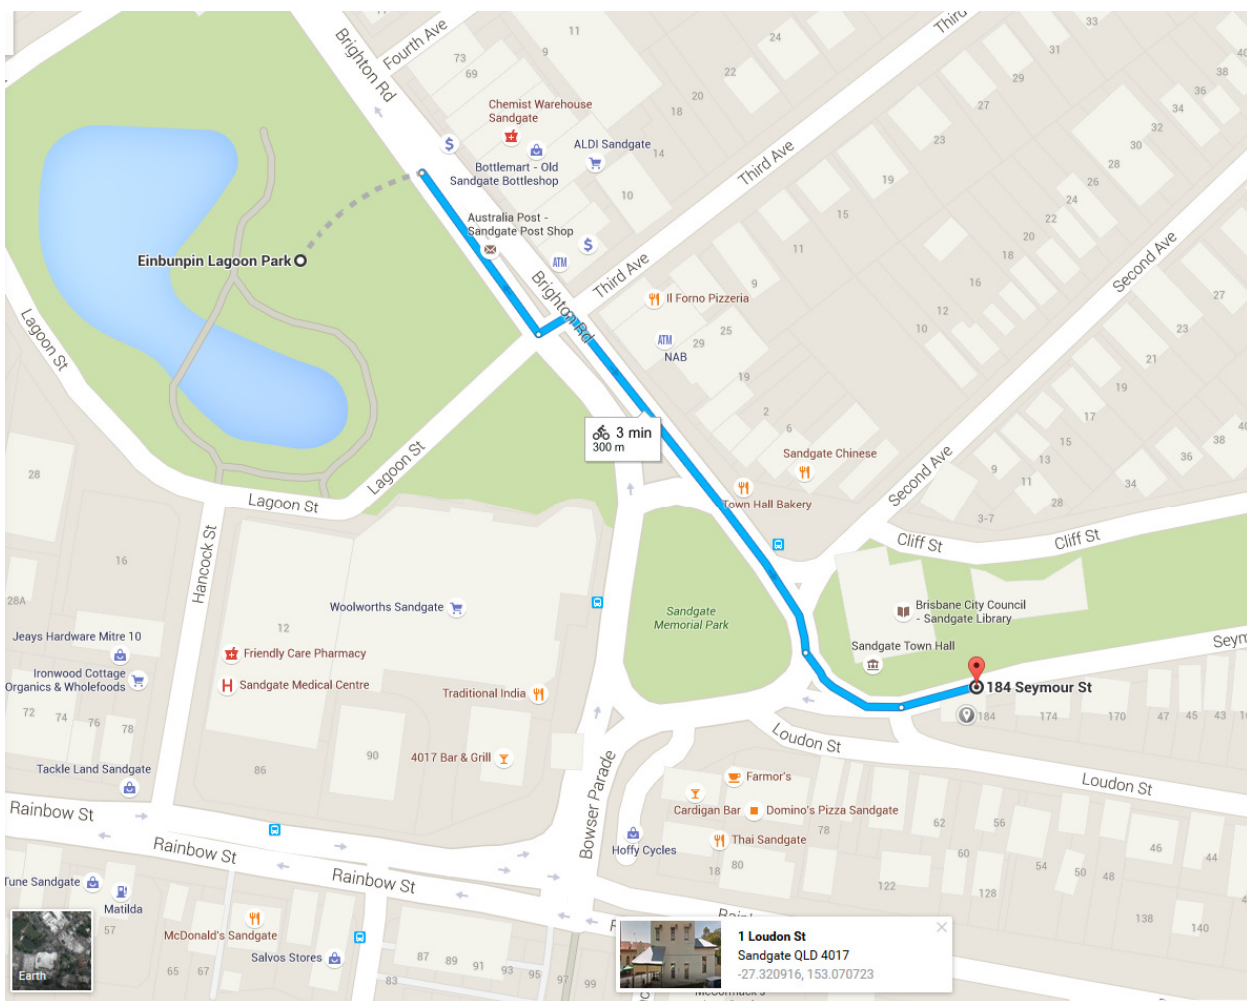 Brighton Rd
Fourth Ave
11
9
73
69
24
22
20
18
Third
33
31
29
27
38
36
34
32
30
28
26
24
22
20
18
16
12
10
Chemist Warehouse
Sandgate
Bottlemart - Old
Sandgate Bottleshop
ALDI Sandgate
14
10
Third Ave
23
19
15
11
9
Australia Post -
Sandgate Post Shop
ATM
Third Ave
Brighton Rd
Second Ave
Einbunpin Lagoon Park
Il Forno Pizzeria
ATM
NAB
25
29
19
2
6
27
23
21
19
17
15
13
11
9
40
38
36
34
28
3-7
Lagoon St
Lagoon St
Lagoon St
3 min
300 m
Sandgate Chinese
Town Hall Bakery
Second Ave
Cliff St
Cliff St
28
16
28A
Hancock St
Woolworths Sandgate
12
Friendly Care Pharmacy
Sandgate Medical Centre
Traditional India
4017 Bar & Grill
90
86
Sandgate
Memorial Park
Brisbane City Council
- Sandgate Library
Sandgate Town Hall
Seym
184 Seymour St
184
174
170
47
45
43
Jeays Hardware Mitre 10
Ironwood Cottage
Organics & Wholefoods
72
74
76
78
Tackle Land Sandgate
Loudon St
Loudon St
Bowser Parade
Farmor's
Cardigan Bar
Domino's Pizza Sandgate
Thai Sandgate
Hoffy Cycles
18
80
78
62
56
60
54
50
48
46
44
122
128
138
140
Rainbow St
Rainbow St
Rainbow St
Tune Sandgate
Matilda
57
McDonald's Sandgate
65
67
Salvos Stores
83
87
89
91
93
95
97
99
Earth
1 Loudon St
Sandgate QLD 4017
-27.320916, 153.070723